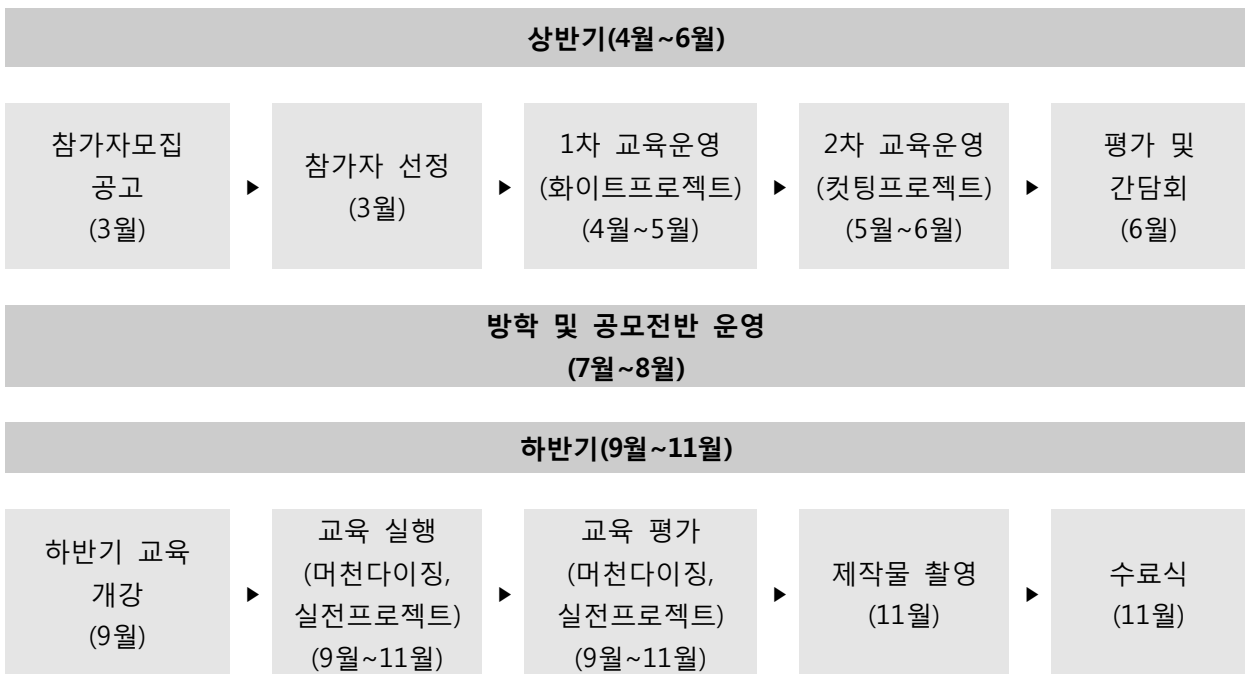 상반기(4월~6월)
참가자모집
공고
(3월)
▶
참가자 선정
(3월)
▶
1차 교육운영
(화이트프로젝트)
(4월~5월)
▶
2차 교육운영
(컷팅프로젝트)
(5월~6월)
▶
평가 및
간담회
(6월)
방학 및 공모전반 운영
(7월~8월)
하반기(9월~11월)
하반기 교육
개강
(9월)
▶
교육 실행
(머천다이징,
실전프로젝트)
(9월~11월)
▶
교육 평가
(머천다이징,
실전프로젝트)
(9월~11월)
▶
제작물 촬영
(11월)
▶
수료식
(11월)